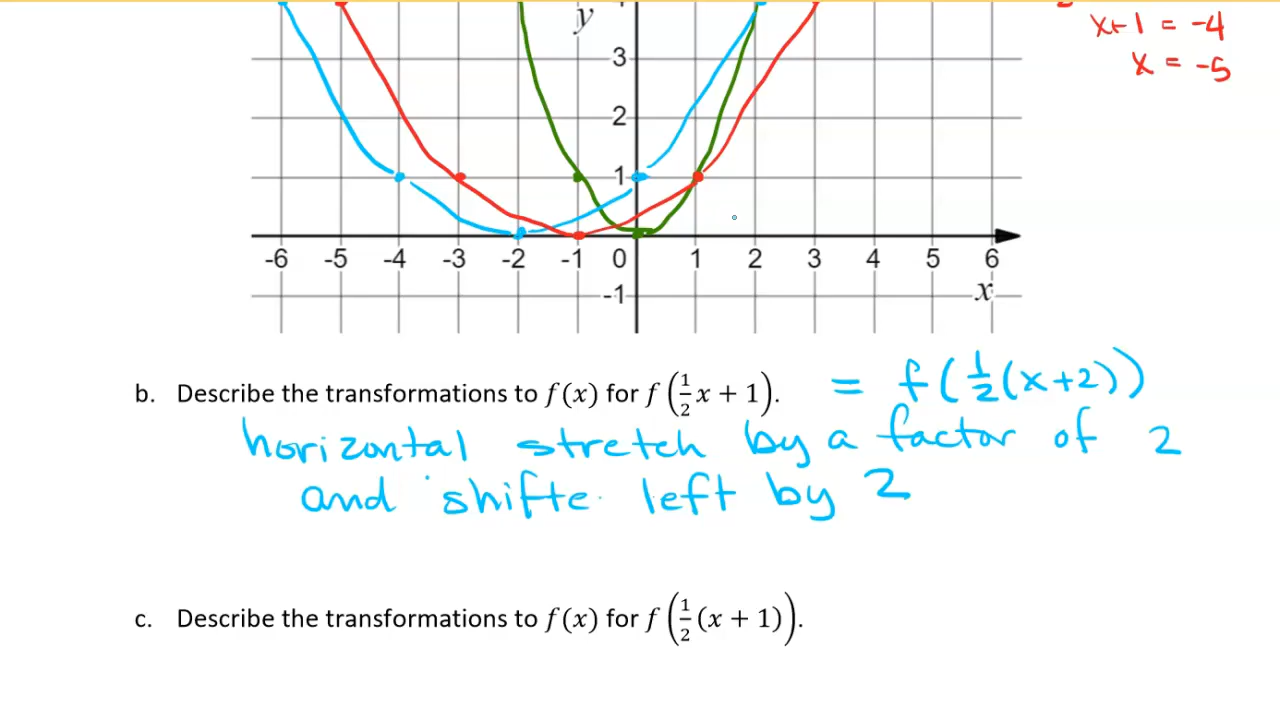 y
x+1 = -4
x = -5
3
2
1
-6 -5 -4 -3 -2 -1 0 1 2 3 4 5 6
-1
x
b. Describe the transformations to f(x) for f(1/2 x + 1). = f(1/2(x+2))
horizontal stretch by a factor of 2
and shifte left by 2
c. Describe the transformations to f(x) for f(1/2(x + 1)).